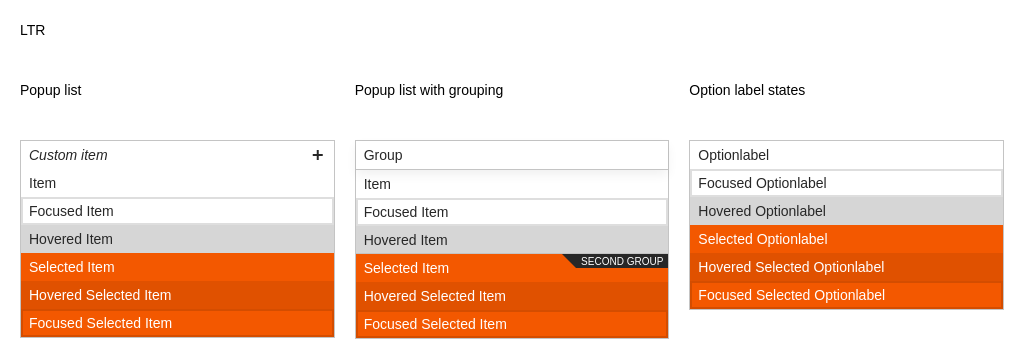 LTR
Popup list
Custom item +
Item
Focused Item
Hovered Item
Selected Item
Hovered Selected Item
Focused Selected Item
Popup list with grouping
Group
Item
Focused Item
Hovered Item
Selected Item
SECOND GROUP
Hovered Selected Item
Focused Selected Item
Option label states
Optionlabel
Focused Optionlabel
Hovered Optionlabel
Selected Optionlabel
Hovered Selected Optionlabel
Focused Selected Optionlabel